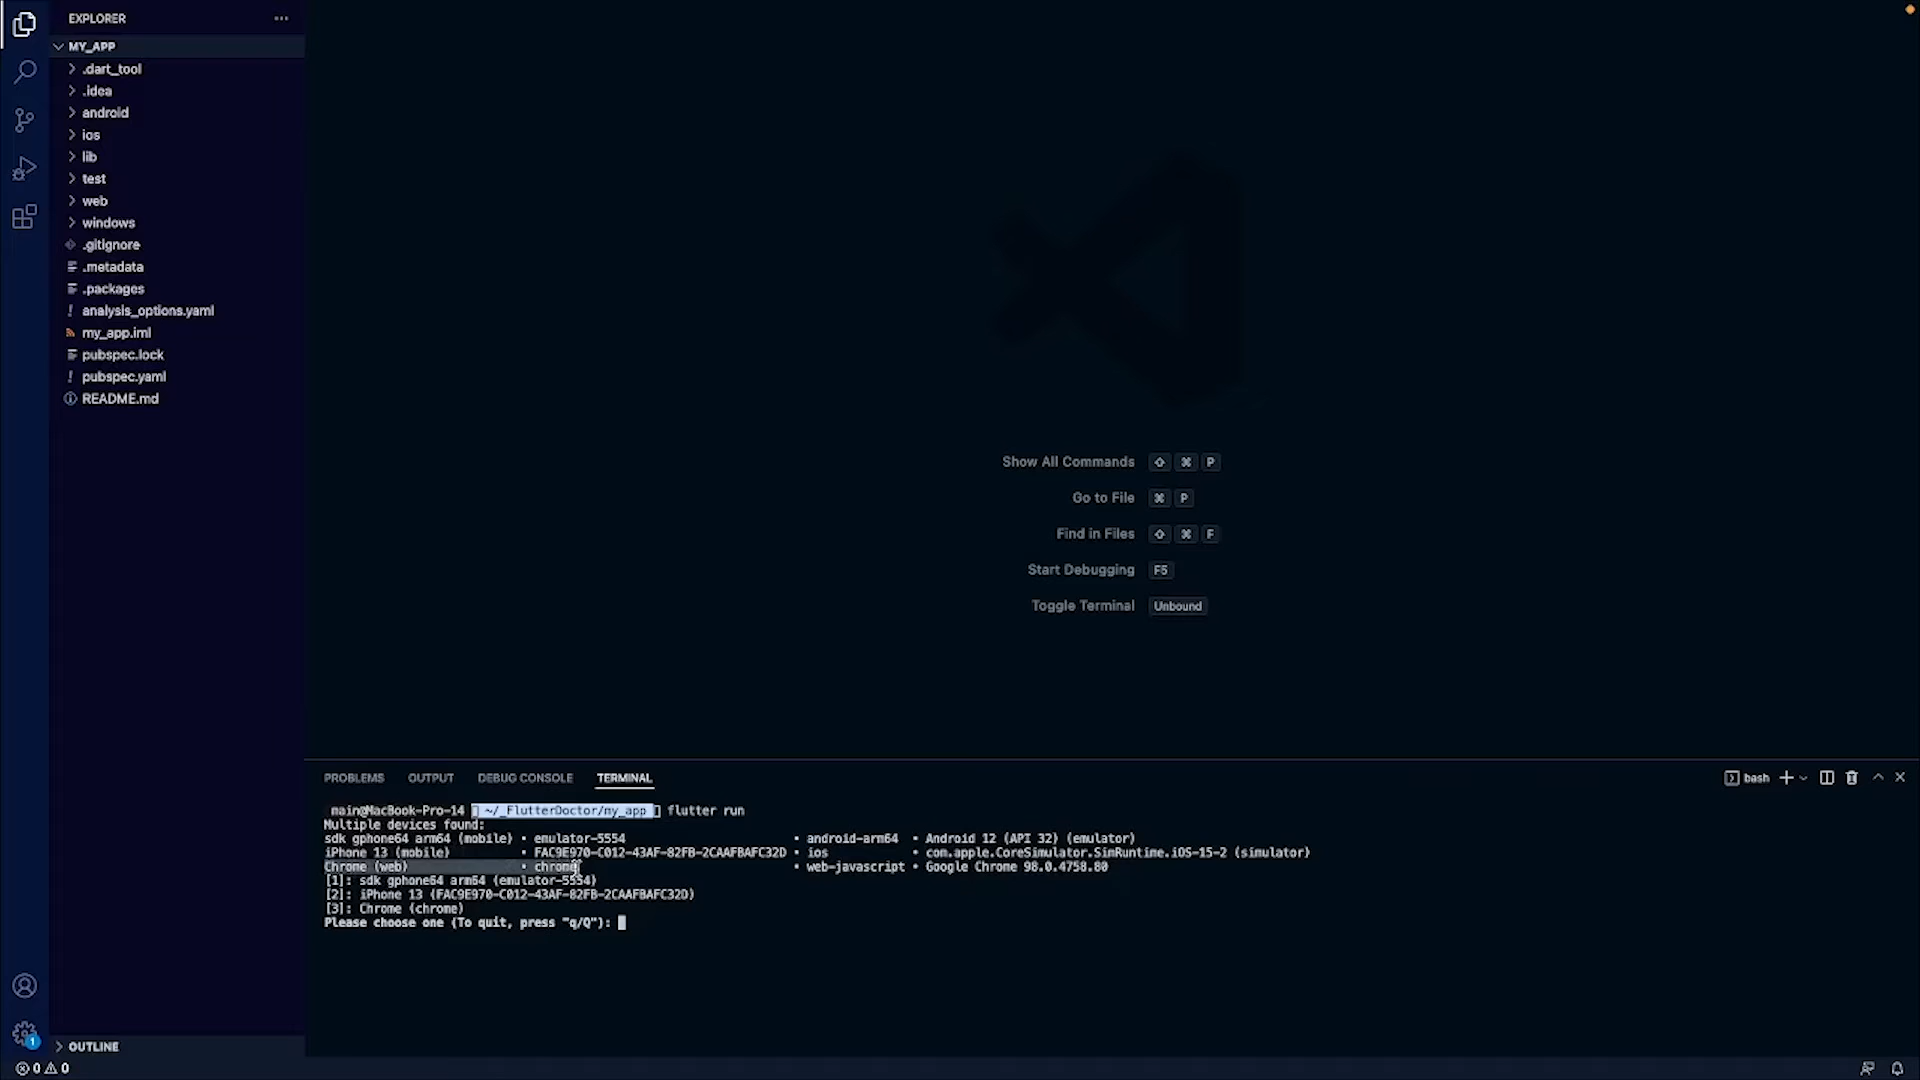 EXPLORER
MY_APP
.dart_tool
.idea
android
ios
lib
test
web
windows
.gitignore
.metadata
.packages
analysis_options.yaml
my_app.iml
pubspec.lock
pubspec.yaml
README.md
Show All Commands ⇧ ⌘ P
Go to File ⌘ P
Find in Files ⇧ ⌘ F
Start Debugging F5
Toggle Terminal Unbound
PROBLEMS OUTPUT DEBUG CONSOLE TERMINAL bash
main@MacBook-Pro-14 [ ~/_FlutterDoctor/my_app ] flutter run
Multiple devices found:
sdk gphone64 arm64 (mobile) • emulator-5554 • android-arm64 • Android 12 (API 32) (emulator)
iPhone 13 (mobile) • FAC9E970-C012-43AF-82FB-2CAAFBAFC32D • ios • com.apple.CoreSimulator.SimRuntime.iOS-15-2 (simulator)
Chrome (web) • chrome • web-javascript • Google Chrome 98.0.4758.80
[1]: sdk gphone64 arm64 (emulator-5554)
[2]: iPhone 13 (FAC9E970-C012-43AF-82FB-2CAAFBAFC32D)
[3]: Chrome (chrome)
Please choose one (To quit, press "q/Q"):
1
OUTLINE
0 0